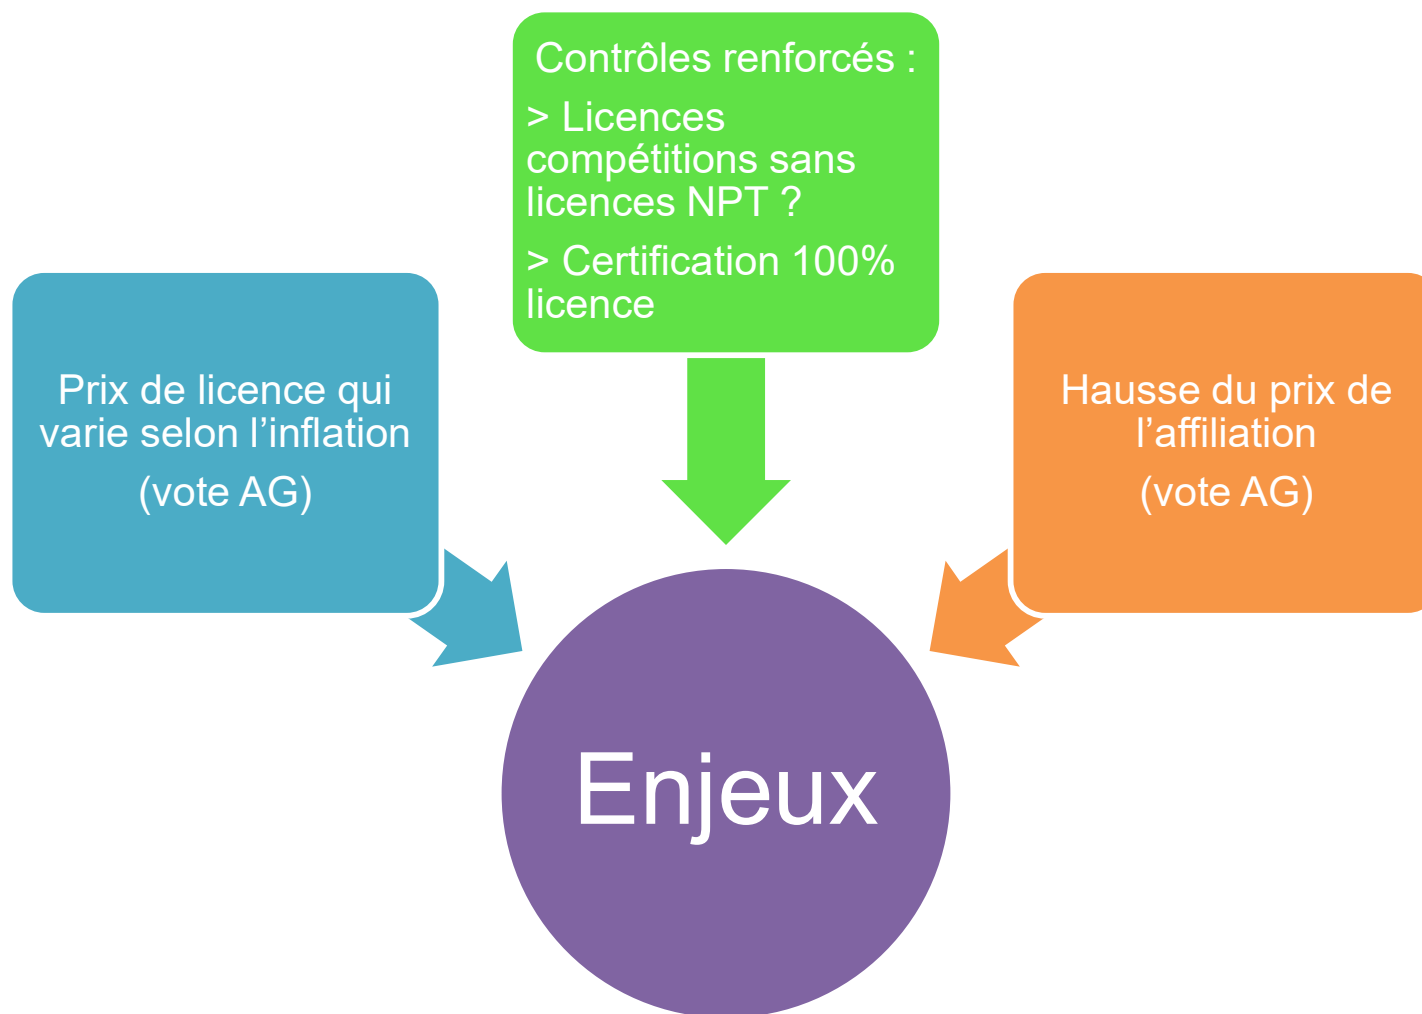 Contrôles renforcés :
> Licences
compétitions sans
licences NPT ?
> Certification 100%
licence
Prix de licence qui
varie selon l’inflation
(vote AG)
Hausse du prix de
l’affiliation
(vote AG)
Enjeux